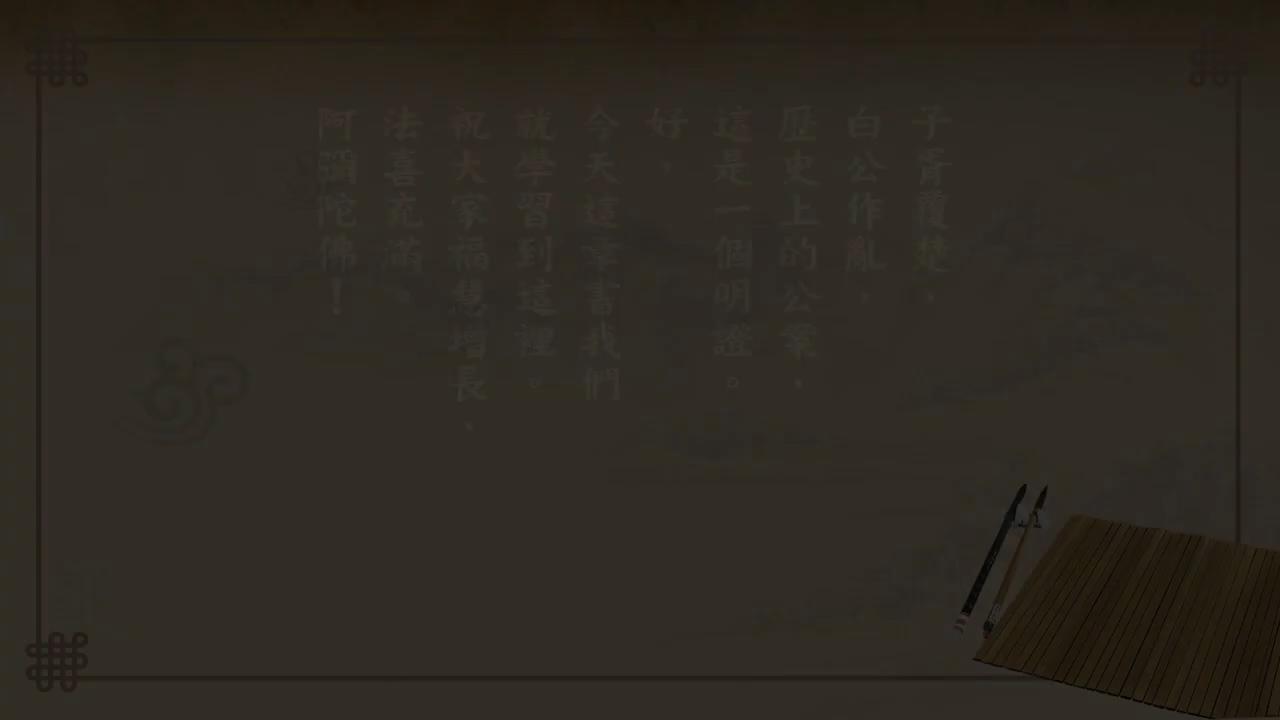 子胥覆楚，
白公作亂，
歷史上的公案，
這是一個明證。
好，
今天這章書我們
就學習到這裡。
祝大家福慧增長、
法喜充滿
阿彌陀佛！